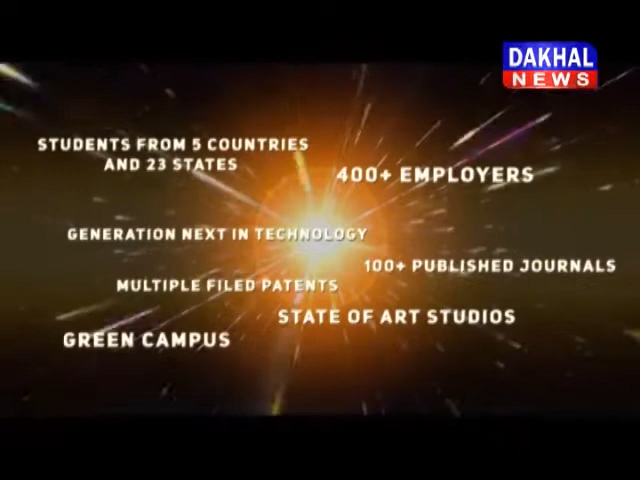 DAKHAL
NEWS
STUDENTS FROM 5 COUNTRIES
AND 23 STATES
400+ EMPLOYERS
GENERATION NEXT IN TECHNOLOGY
100+ PUBLISHED JOURNALS
MULTIPLE FILED PATENTS
STATE OF ART STUDIOS
GREEN CAMPUS